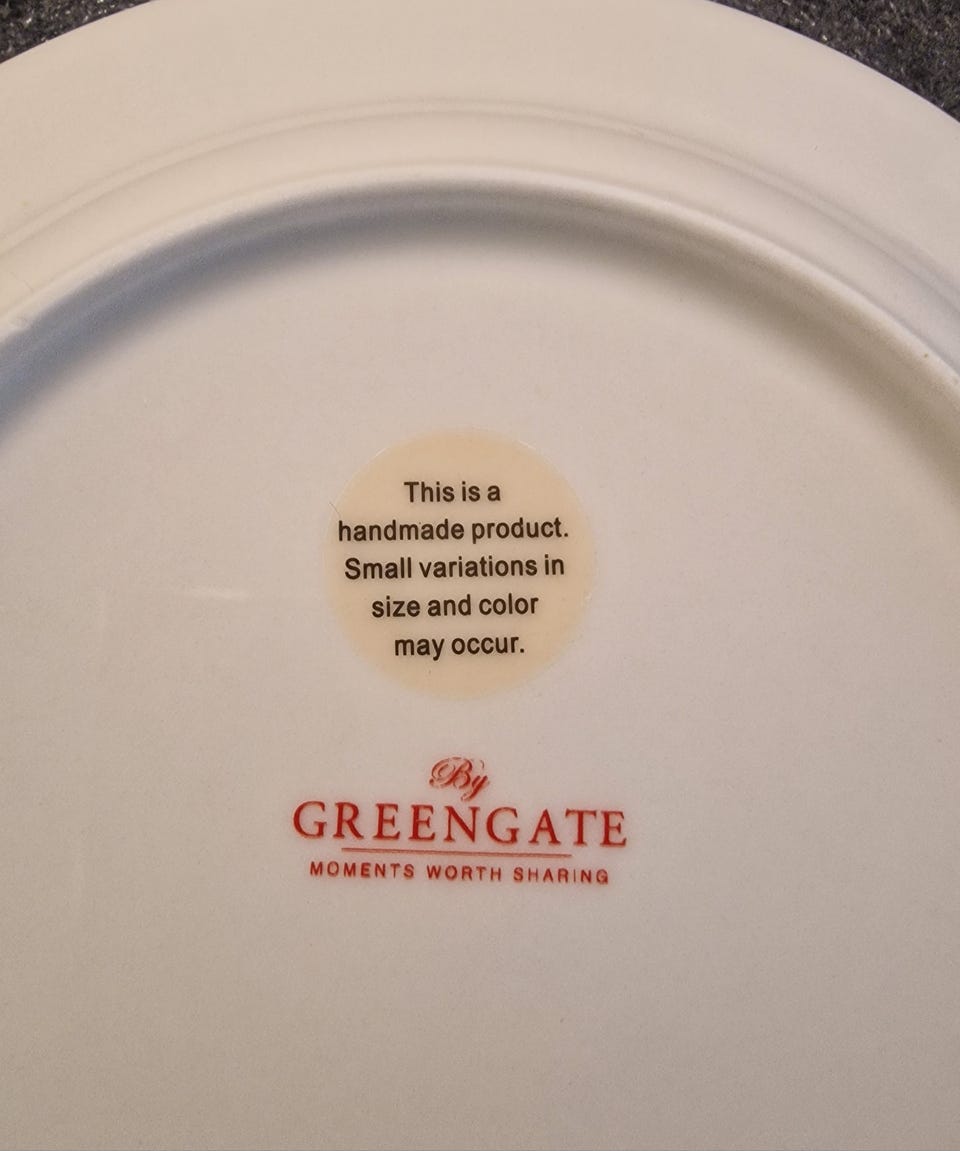 This is a
handmade product.
Small variations in
size and color
may occur.
By
GREENGATE
MOMENTS WORTH SHARING